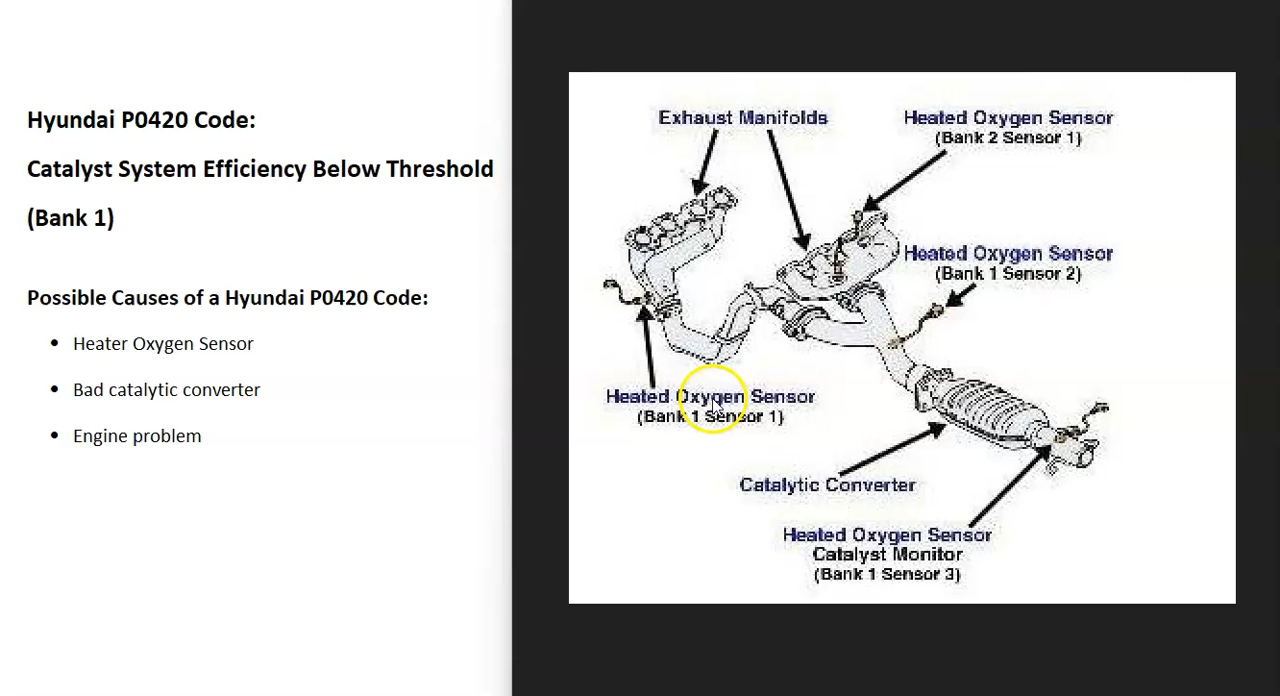 Hyundai P0420 Code:
Catalyst System Efficiency Below Threshold
(Bank 1)
Possible Causes of a Hyundai P0420 Code:
• Heater Oxygen Sensor
• Bad catalytic converter
• Engine problem
Exhaust Manifolds
Heated Oxygen Sensor
(Bank 2 Sensor 1)
Heated Oxygen Sensor
(Bank 1 Sensor 2)
Heated Oxygen Sensor
(Bank 1 Sensor 1)
Catalytic Converter
Heated Oxygen Sensor
Catalyst Monitor
(Bank 1 Sensor 3)